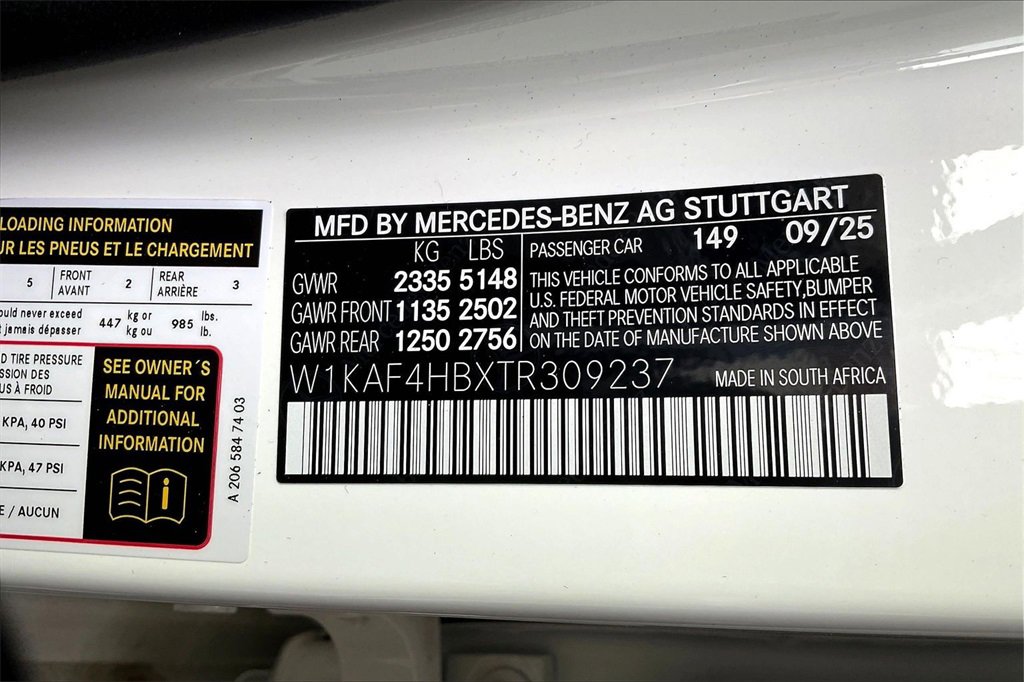 LOADING INFORMATION
UR LES PNEUS ET LE CHARGEMENT
5 FRONT AVANT 2 REAR ARRIÈRE 3
ould never exceed
t jamais dépasser 447 kg or kg ou 985 lbs. lb.
D TIRE PRESSURE
SSION DES
US À FROID
KPA, 40 PSI
KPA, 47 PSI
E / AUCUN
SEE OWNER´S
MANUAL FOR
ADDITIONAL
INFORMATION
A 206 584 74 03
MFD BY MERCEDES-BENZ AG STUTTGART
KG LBS
GVWR 2335 5148
GAWR FRONT 1135 2502
GAWR REAR 1250 2756
PASSENGER CAR 149 09/25
THIS VEHICLE CONFORMS TO ALL APPLICABLE
U.S. FEDERAL MOTOR VEHICLE SAFETY,BUMPER
AND THEFT PREVENTION STANDARDS IN EFFECT
ON THE DATE OF MANUFACTURE SHOWN ABOVE
W1KAF4HBXTR309237 MADE IN SOUTH AFRICA